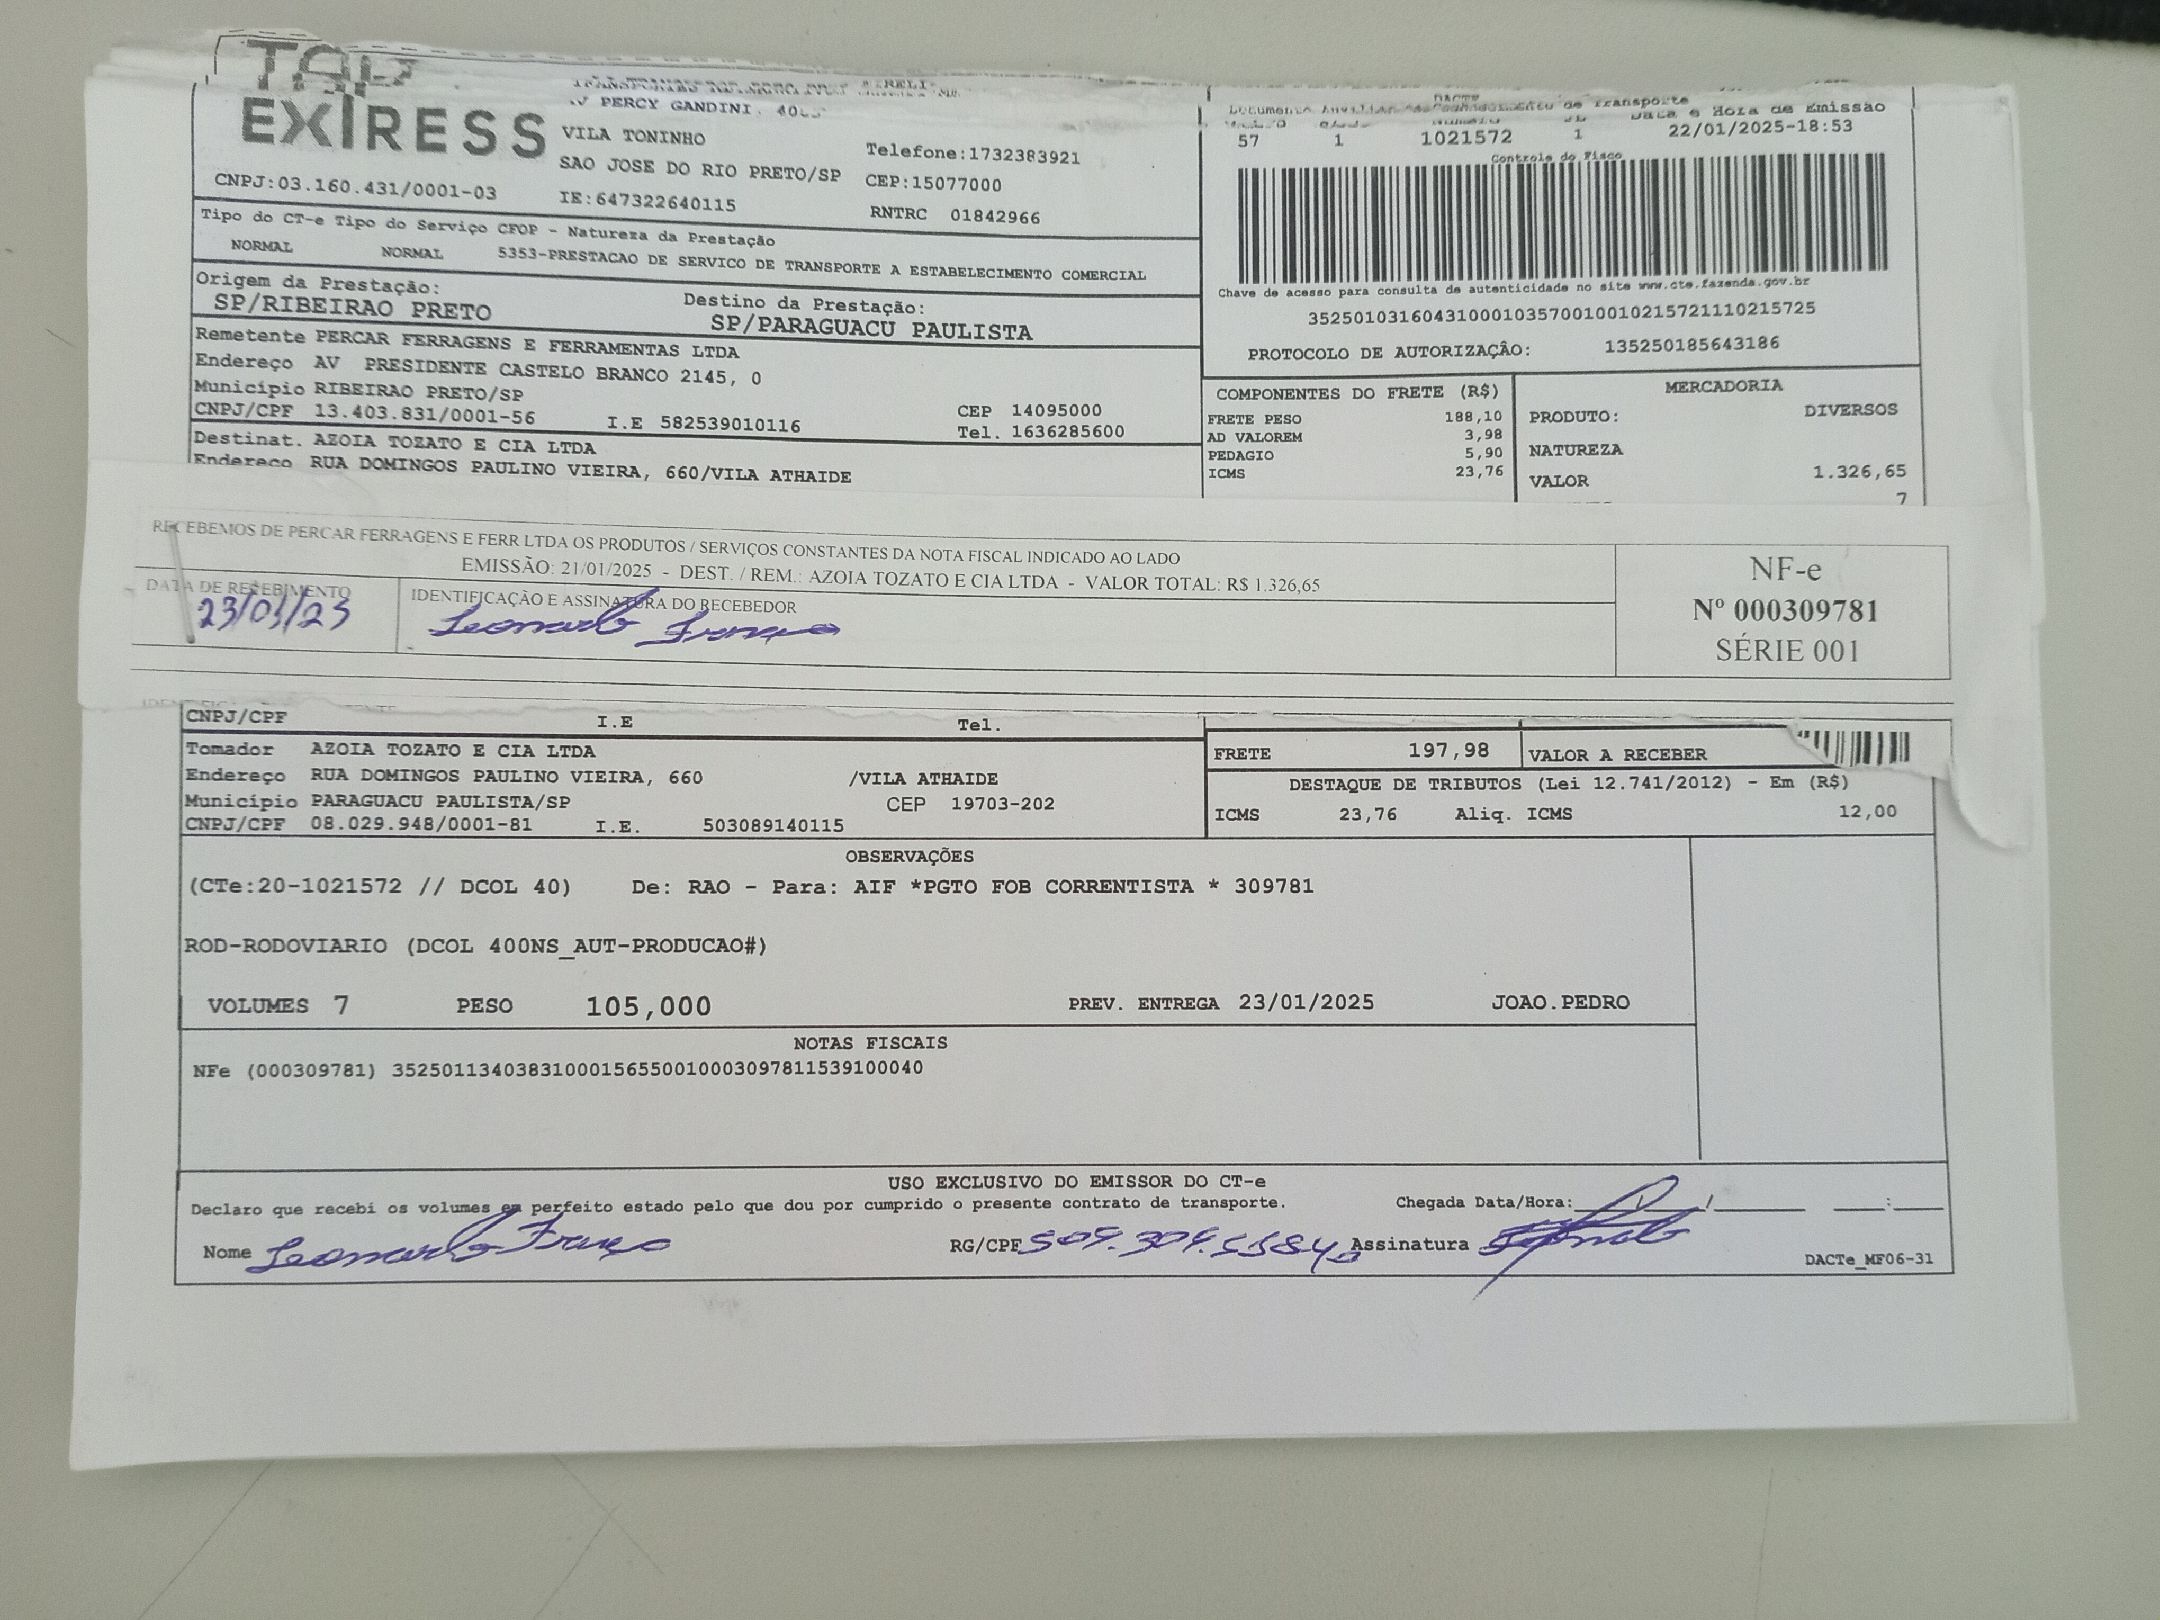 EXIRESS
AV PERCY GANDINI, 40
VILA TONINHO
Telefone:1732383921
SAO JOSE DO RIO PRETO/SP
CEP:15077000
CNPJ:03.160.431/0001-03
IE:647322640115
RNTRC 01842966
Tipo do CT-e Tipo do Serviço CFOP - Natureza da Prestação
NORMAL NORMAL 5353-PRESTACAO DE SERVICO DE TRANSPORTE A ESTABELECIMENTO COMERCIAL
Origem da Prestação:
SP/RIBEIRAO PRETO
Destino da Prestação:
SP/PARAGUACU PAULISTA
Remetente PERCAR FERRAGENS E FERRAMENTAS LTDA
Endereço AV PRESIDENTE CASTELO BRANCO 2145, 0
Município RIBEIRAO PRETO/SP
CEP 14095000
CNPJ/CPF 13.403.831/0001-56 I.E 582539010116 Tel. 1636285600
Destinat. AZOIA TOZATO E CIA LTDA
Endereço RUA DOMINGOS PAULINO VIEIRA, 660/VILA ATHAIDE
DACTE
de Transporte
Data e Hora de Emissão
57 1 1021572 1 22/01/2025-18:53
Controle do Fisco
Chave de acesso para consulta de autenticidade no site www.cte.fazenda.gov.br
35250103160431000103570010010215721110215725
PROTOCOLO DE AUTORIZAÇÃO: 135250185643186
COMPONENTES DO FRETE (R$)
FRETE PESO 188,10
AD VALOREM 3,98
PEDAGIO 5,90
ICMS 23,76
MERCADORIA
PRODUTO: DIVERSOS
NATUREZA
VALOR 1.326,65
7
RECEBEMOS DE PERCAR FERRAGENS E FERR LTDA OS PRODUTOS / SERVIÇOS CONSTANTES DA NOTA FISCAL INDICADO AO LADO
EMISSÃO: 21/01/2025 - DEST. / REM.: AZOIA TOZATO E CIA LTDA - VALOR TOTAL: R$ 1.326,65
DATA DE RECEBIMENTO
23/01/25
IDENTIFICAÇÃO E ASSINATURA DO RECEBEDOR
Leonardo Franco
NF-e
Nº 000309781
SÉRIE 001
CNPJ/CPF I.E Tel.
Tomador AZOIA TOZATO E CIA LTDA
Endereço RUA DOMINGOS PAULINO VIEIRA, 660 /VILA ATHAIDE
Município PARAGUACU PAULISTA/SP CEP 19703-202
CNPJ/CPF 08.029.948/0001-81 I.E. 503089140115
FRETE 197,98 VALOR A RECEBER
DESTAQUE DE TRIBUTOS (Lei 12.741/2012) - Em (R$)
ICMS 23,76 Aliq. ICMS 12,00
OBSERVAÇÕES
(CTe:20-1021572 // DCOL 40) De: RAO - Para: AIF *PGTO FOB CORRENTISTA * 309781
ROD-RODOVIARIO (DCOL 400NS_AUT-PRODUCAO#)
VOLUMES 7 PESO 105,000 PREV. ENTREGA 23/01/2025 JOAO.PEDRO
NOTAS FISCAIS
NFe (000309781) 35250113403831000156550010003097811539100040
USO EXCLUSIVO DO EMISSOR DO CT-e
Declaro que recebi os volumes em perfeito estado pelo que dou por cumprido o presente contrato de transporte.
Chegada Data/Hora:
Nome Leonardo Franco RG/CPF Assinatura
DACTe_MF06-31